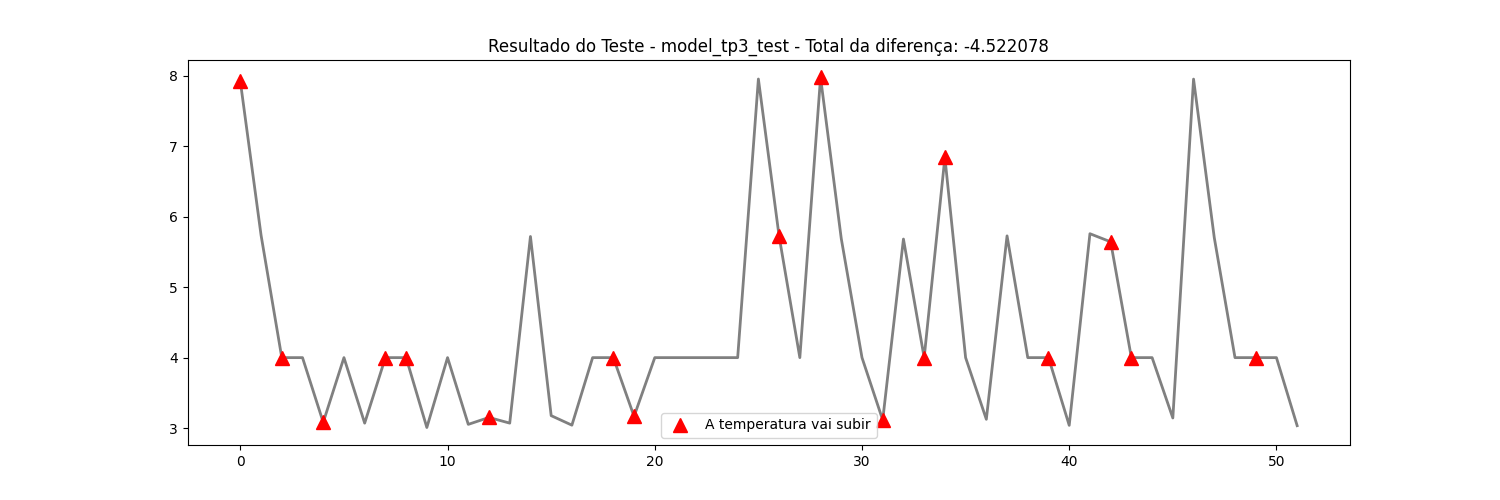 Resultado do Teste - model_tp3_test - Total da diferença: -4.522078
8
7
6
5
4
3
A temperatura vai subir
0 10 20 30 40 50